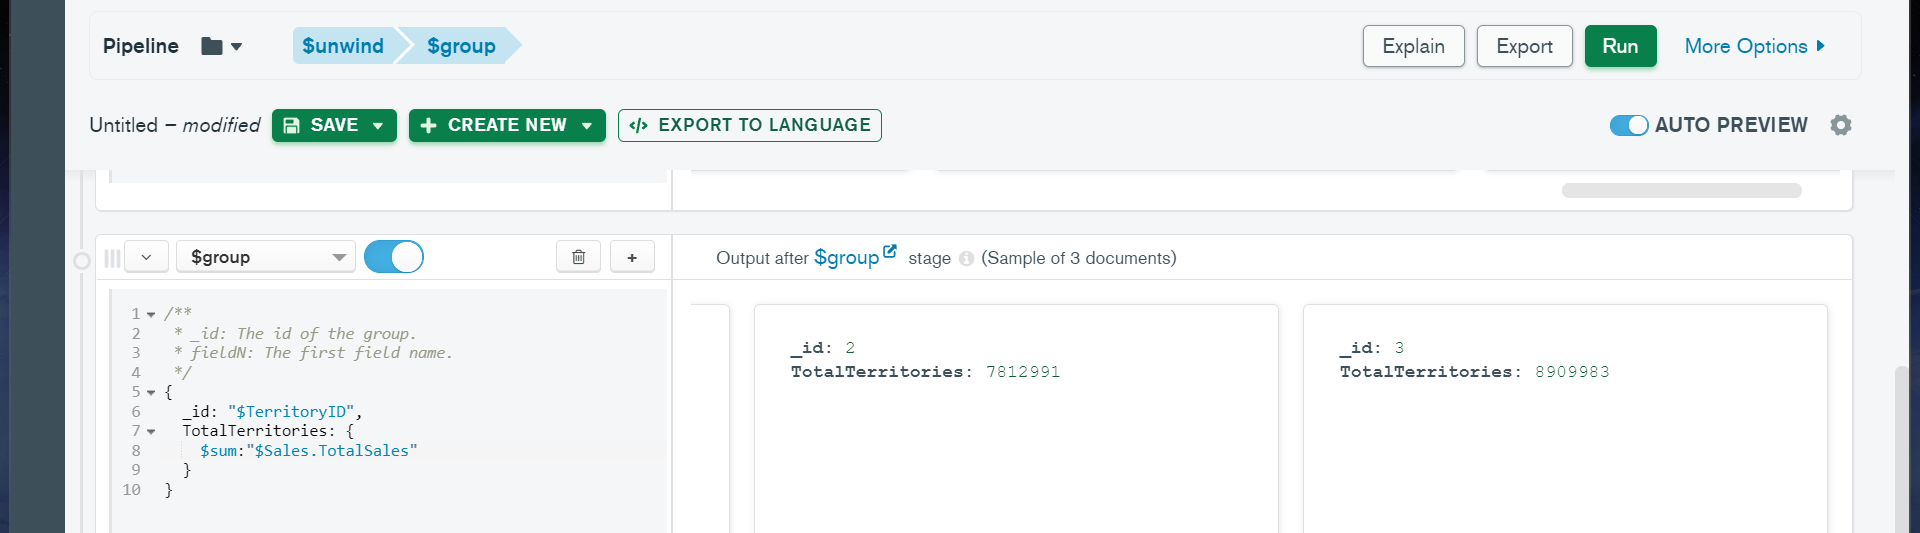 Pipeline $unwind $group Explain Export Run More Options
Untitled – modified SAVE CREATE NEW </> EXPORT TO LANGUAGE AUTO PREVIEW
$group + Output after $group stage (Sample of 3 documents)
1 /**
2 * _id: The id of the group.
3 * fieldN: The first field name.
4 */
5 {
6 _id: "$TerritoryID",
7 TotalTerritories: {
8 $sum:"$Sales.TotalSales"
9 }
10 }
_id: 2
TotalTerritories: 7812991
_id: 3
TotalTerritories: 8909983